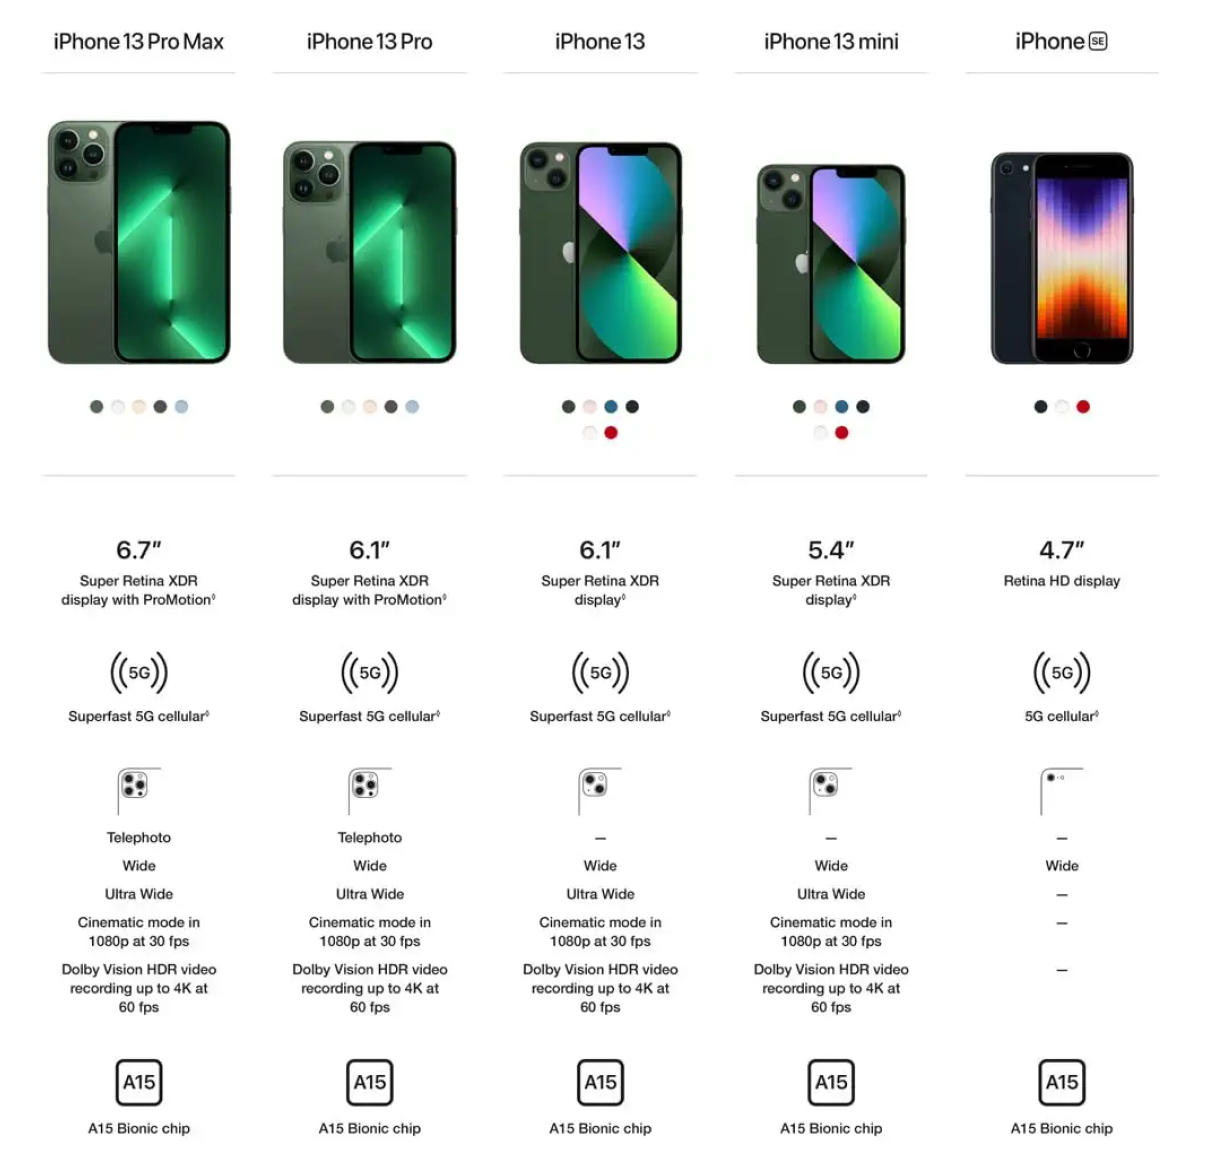 iPhone 13 Pro Max
iPhone 13 Pro
iPhone 13
iPhone 13 mini
iPhone SE
6.7″
Super Retina XDR
display with ProMotion◊
6.1″
Super Retina XDR
display with ProMotion◊
6.1″
Super Retina XDR
display◊
5.4″
Super Retina XDR
display◊
4.7″
Retina HD display
5G
Superfast 5G cellular◊
5G
Superfast 5G cellular◊
5G
Superfast 5G cellular◊
5G
Superfast 5G cellular◊
5G
5G cellular◊
Telephoto
Telephoto
—
—
—
Wide
Wide
Wide
Wide
Wide
Ultra Wide
Ultra Wide
Ultra Wide
Ultra Wide
—
Cinematic mode in
1080p at 30 fps
Cinematic mode in
1080p at 30 fps
Cinematic mode in
1080p at 30 fps
Cinematic mode in
1080p at 30 fps
—
Dolby Vision HDR video
recording up to 4K at
60 fps
Dolby Vision HDR video
recording up to 4K at
60 fps
Dolby Vision HDR video
recording up to 4K at
60 fps
Dolby Vision HDR video
recording up to 4K at
60 fps
—
A15
A15 Bionic chip
A15
A15 Bionic chip
A15
A15 Bionic chip
A15
A15 Bionic chip
A15
A15 Bionic chip